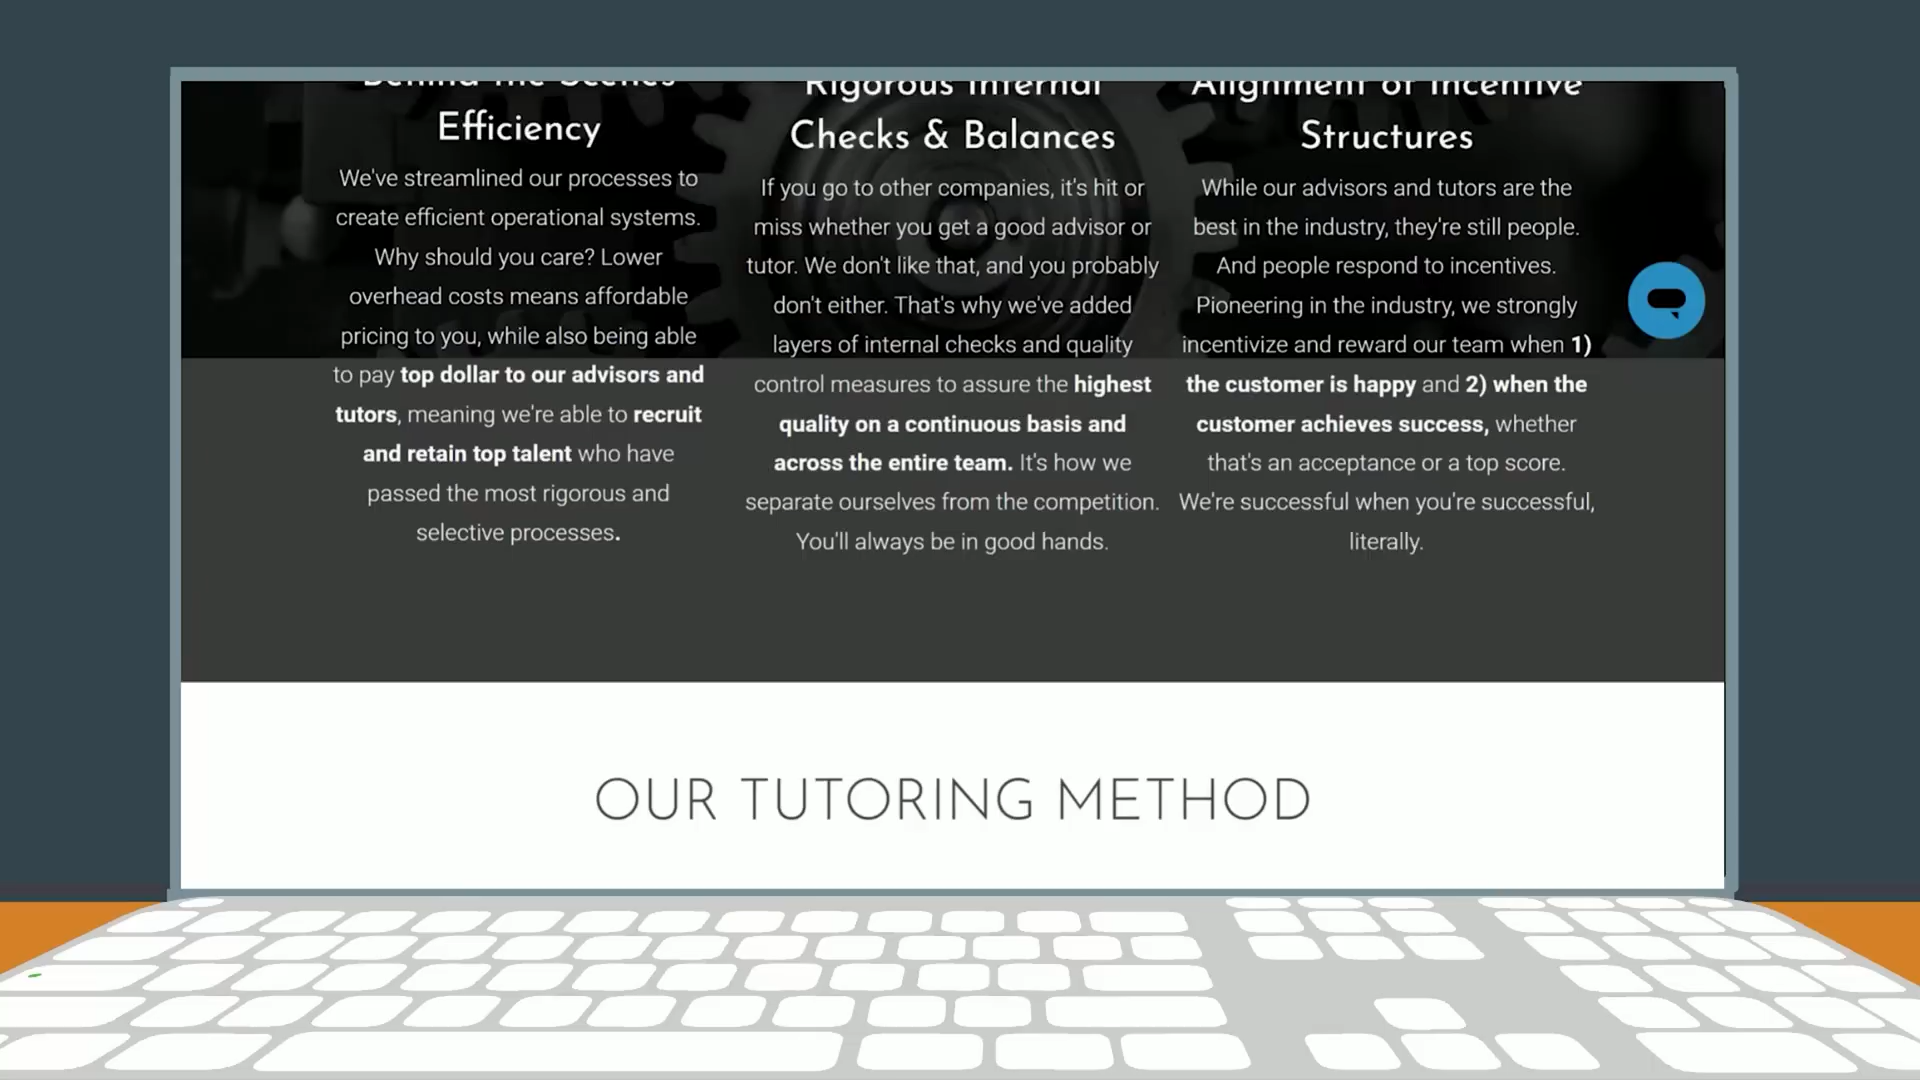 Behind the Scenes
Efficiency
We've streamlined our processes to
create efficient operational systems.
Why should you care? Lower
overhead costs means affordable
pricing to you, while also being able
to pay top dollar to our advisors and
tutors, meaning we're able to recruit
and retain top talent who have
passed the most rigorous and
selective processes.
Rigorous Internal
Checks & Balances
If you go to other companies, it's hit or
miss whether you get a good advisor or
tutor. We don't like that, and you probably
don't either. That's why we've added
layers of internal checks and quality
control measures to assure the highest
quality on a continuous basis and
across the entire team. It's how we
separate ourselves from the competition.
You'll always be in good hands.
Alignment of Incentive
Structures
While our advisors and tutors are the
best in the industry, they're still people.
And people respond to incentives.
Pioneering in the industry, we strongly
incentivize and reward our team when 1)
the customer is happy and 2) when the
customer achieves success, whether
that's an acceptance or a top score.
We're successful when you're successful,
literally.
OUR TUTORING METHOD